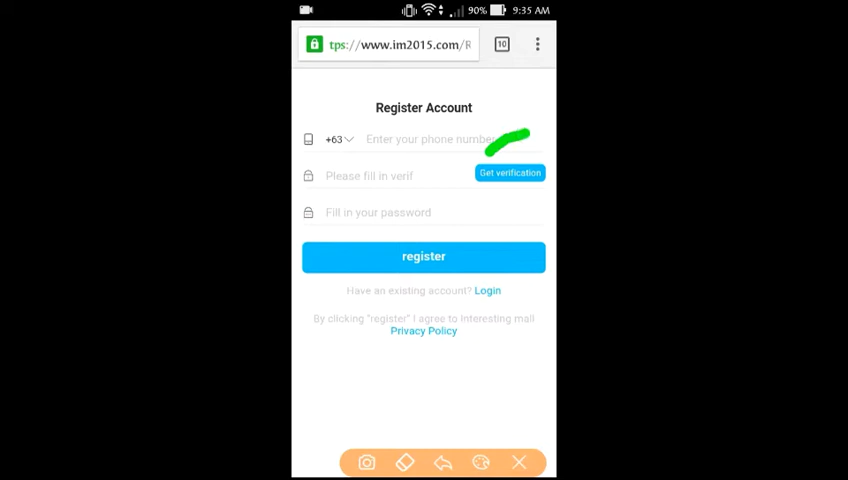 90% 9:35 AM
tps://www.im2015.com/R 10
Register Account
+63 Enter your phone number
Please fill in verif Get verification
Fill in your password
register
Have an existing account? Login
By clicking "register" I agree to Interesting mail
Privacy Policy